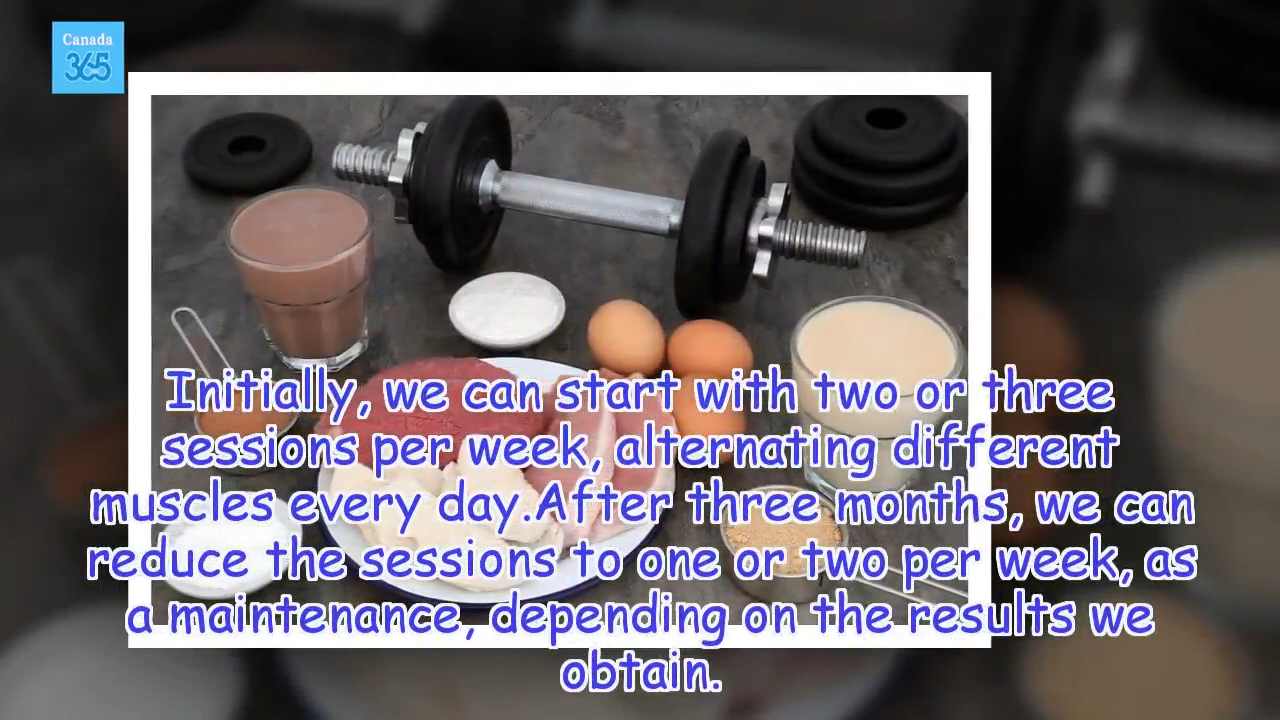 Canada
365
Initially, we can start with two or three
sessions per week, alternating different
muscles every day.After three months, we can
reduce the sessions to one or two per week, as
a maintenance, depending on the results we
obtain.